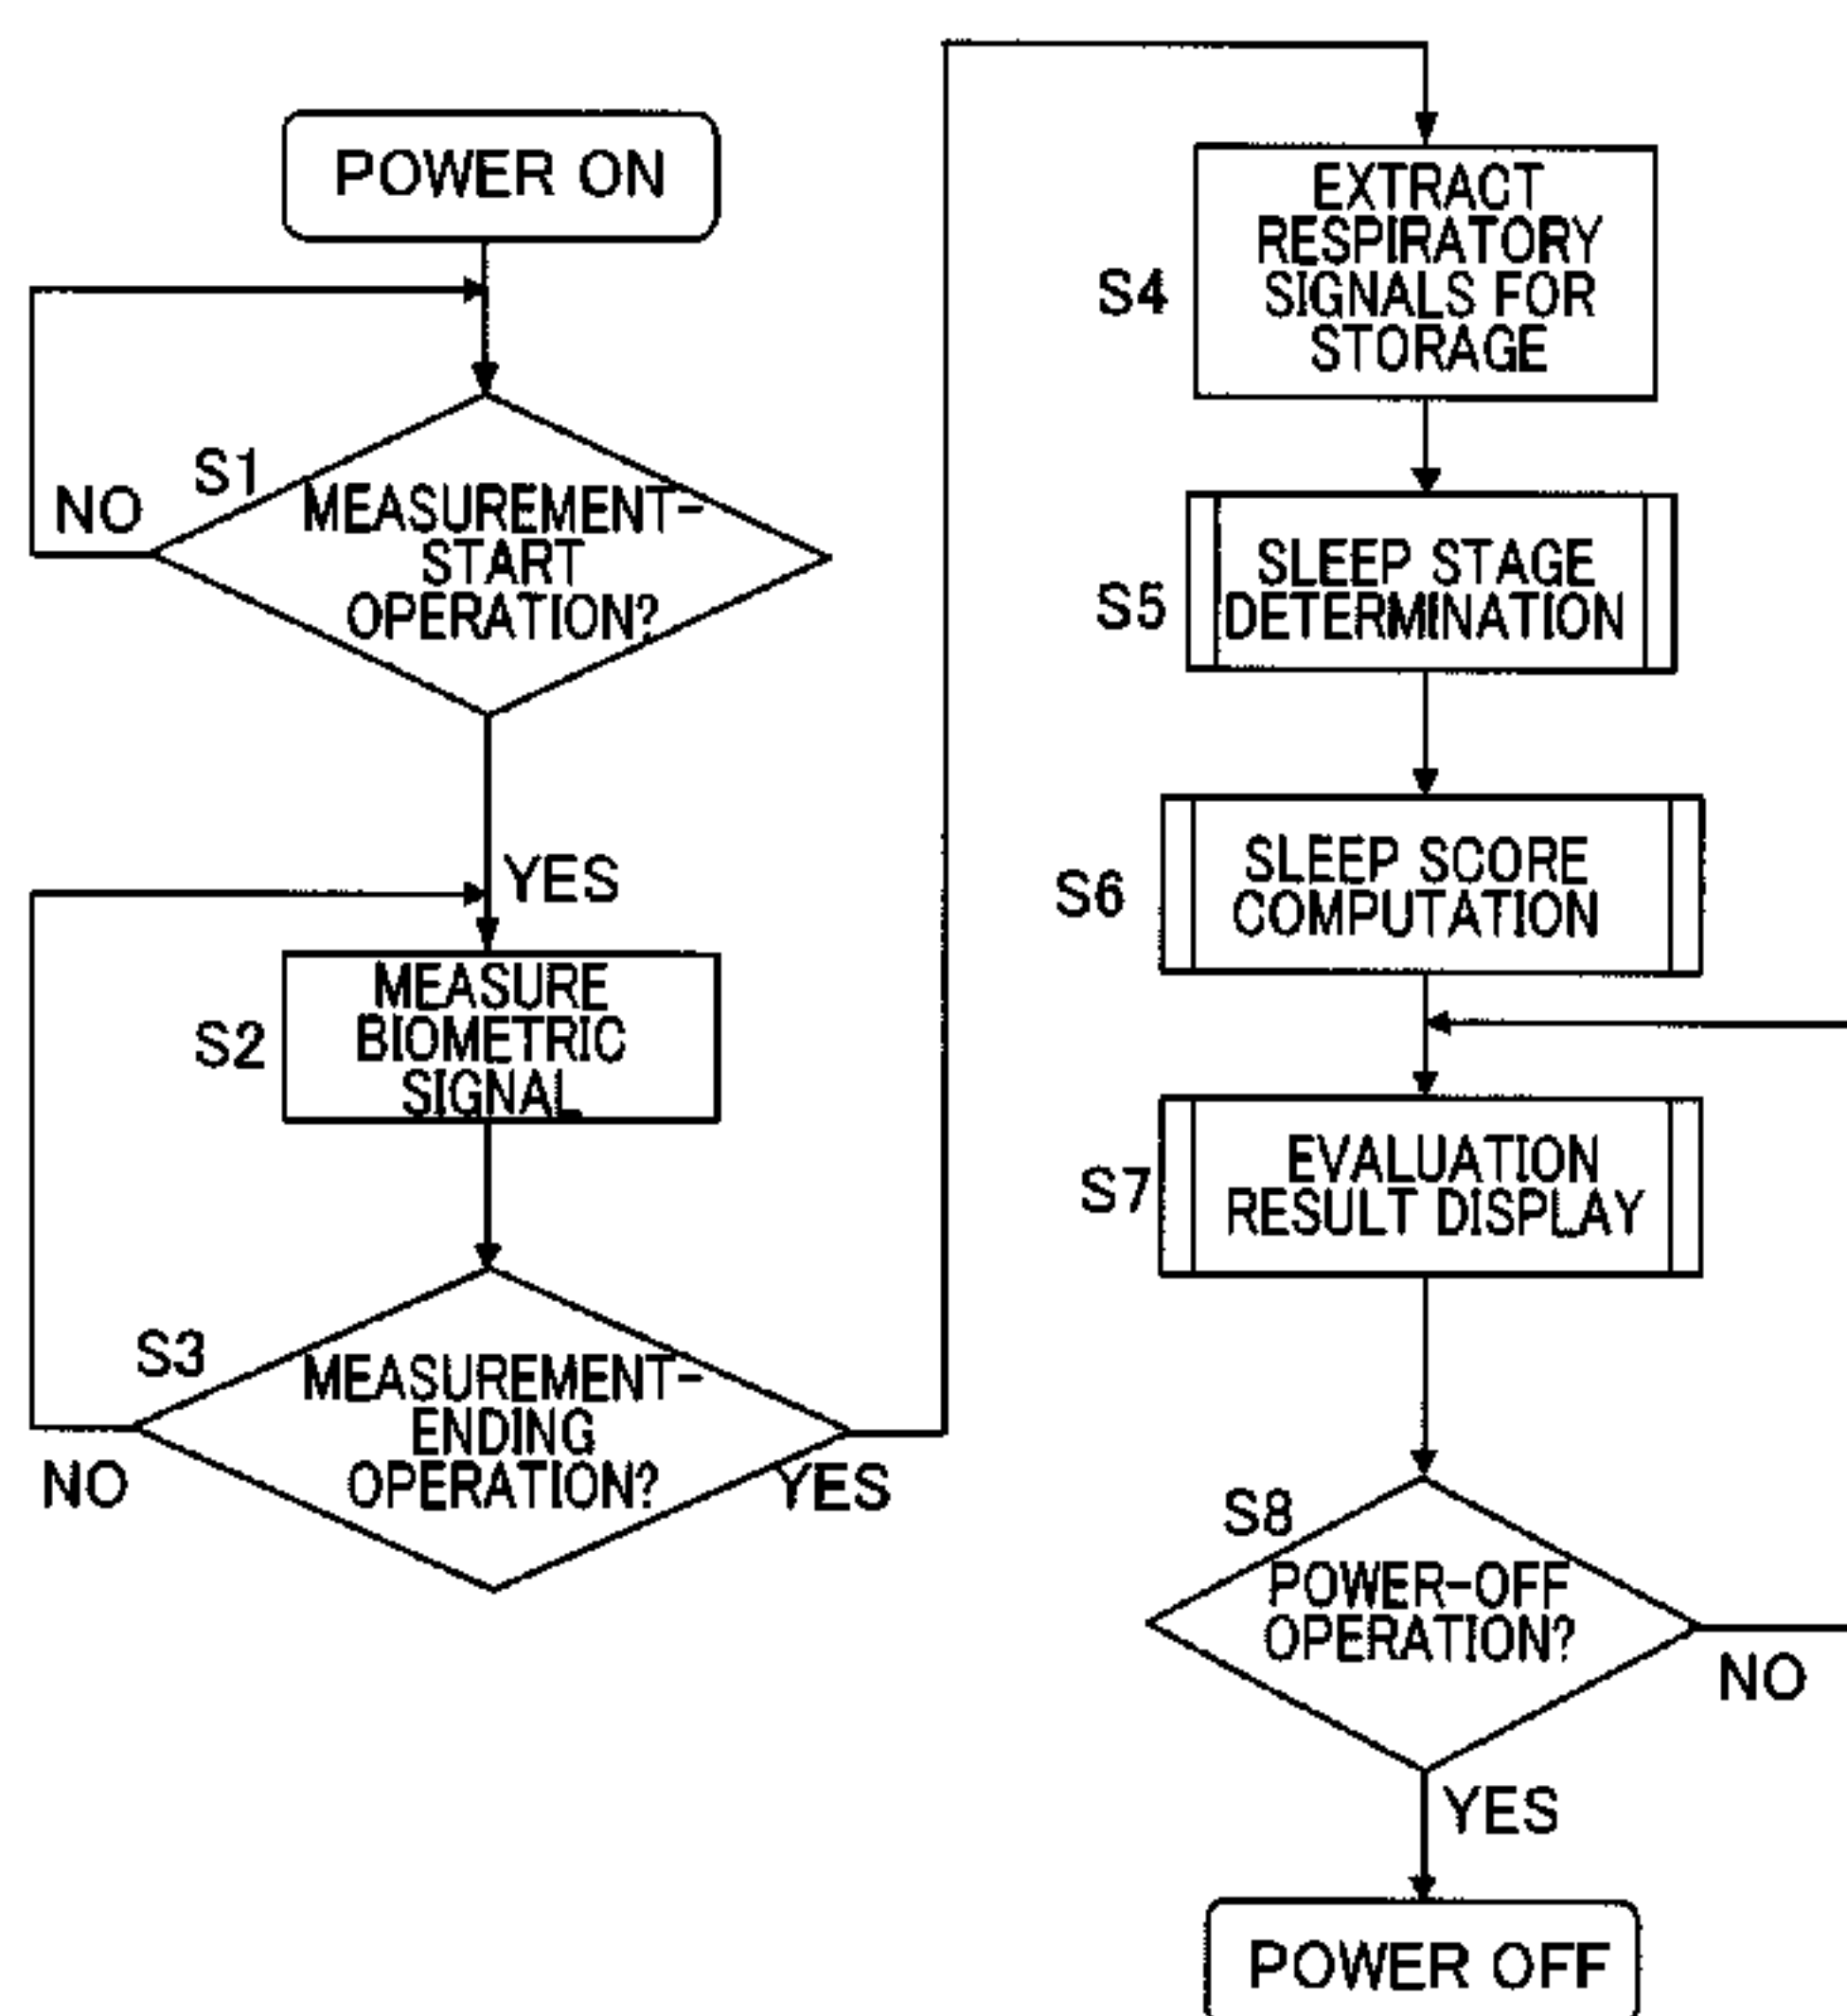 POWER ON
S1
NO
MEASUREMENT-
START
OPERATION?
YES
S2
MEASURE
BIOMETRIC
SIGNAL
S3
MEASUREMENT-
ENDING
OPERATION?
NO
YES
S4
EXTRACT
RESPIRATORY
SIGNALS FOR
STORAGE
S5
SLEEP STAGE
DETERMINATION
S6
SLEEP SCORE
COMPUTATION
S7
EVALUATION
RESULT DISPLAY
S8
POWER-OFF
OPERATION?
NO
YES
POWER OFF